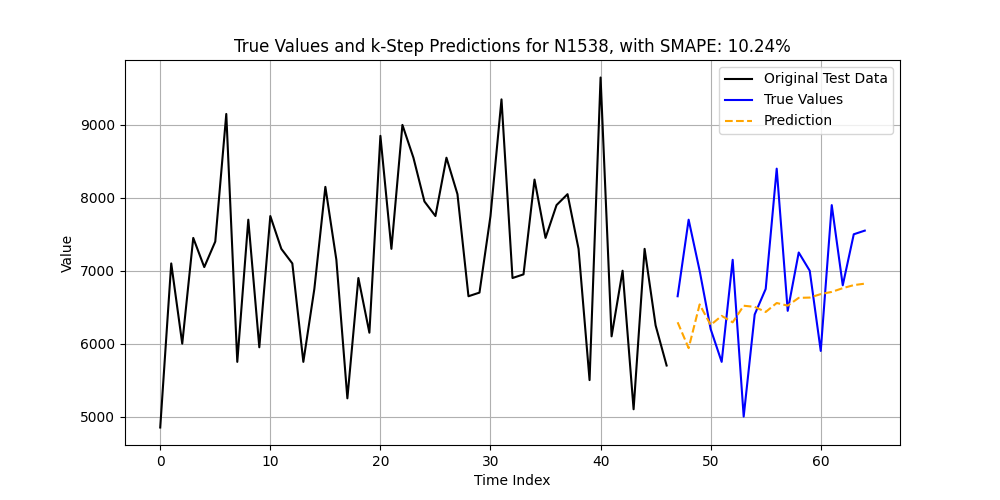 True Values and k-Step Predictions for N1538, with SMAPE: 10.24%
Original Test Data
True Values
Prediction
9000
8000
7000
6000
5000
Value
0 10 20 30 40 50 60
Time Index